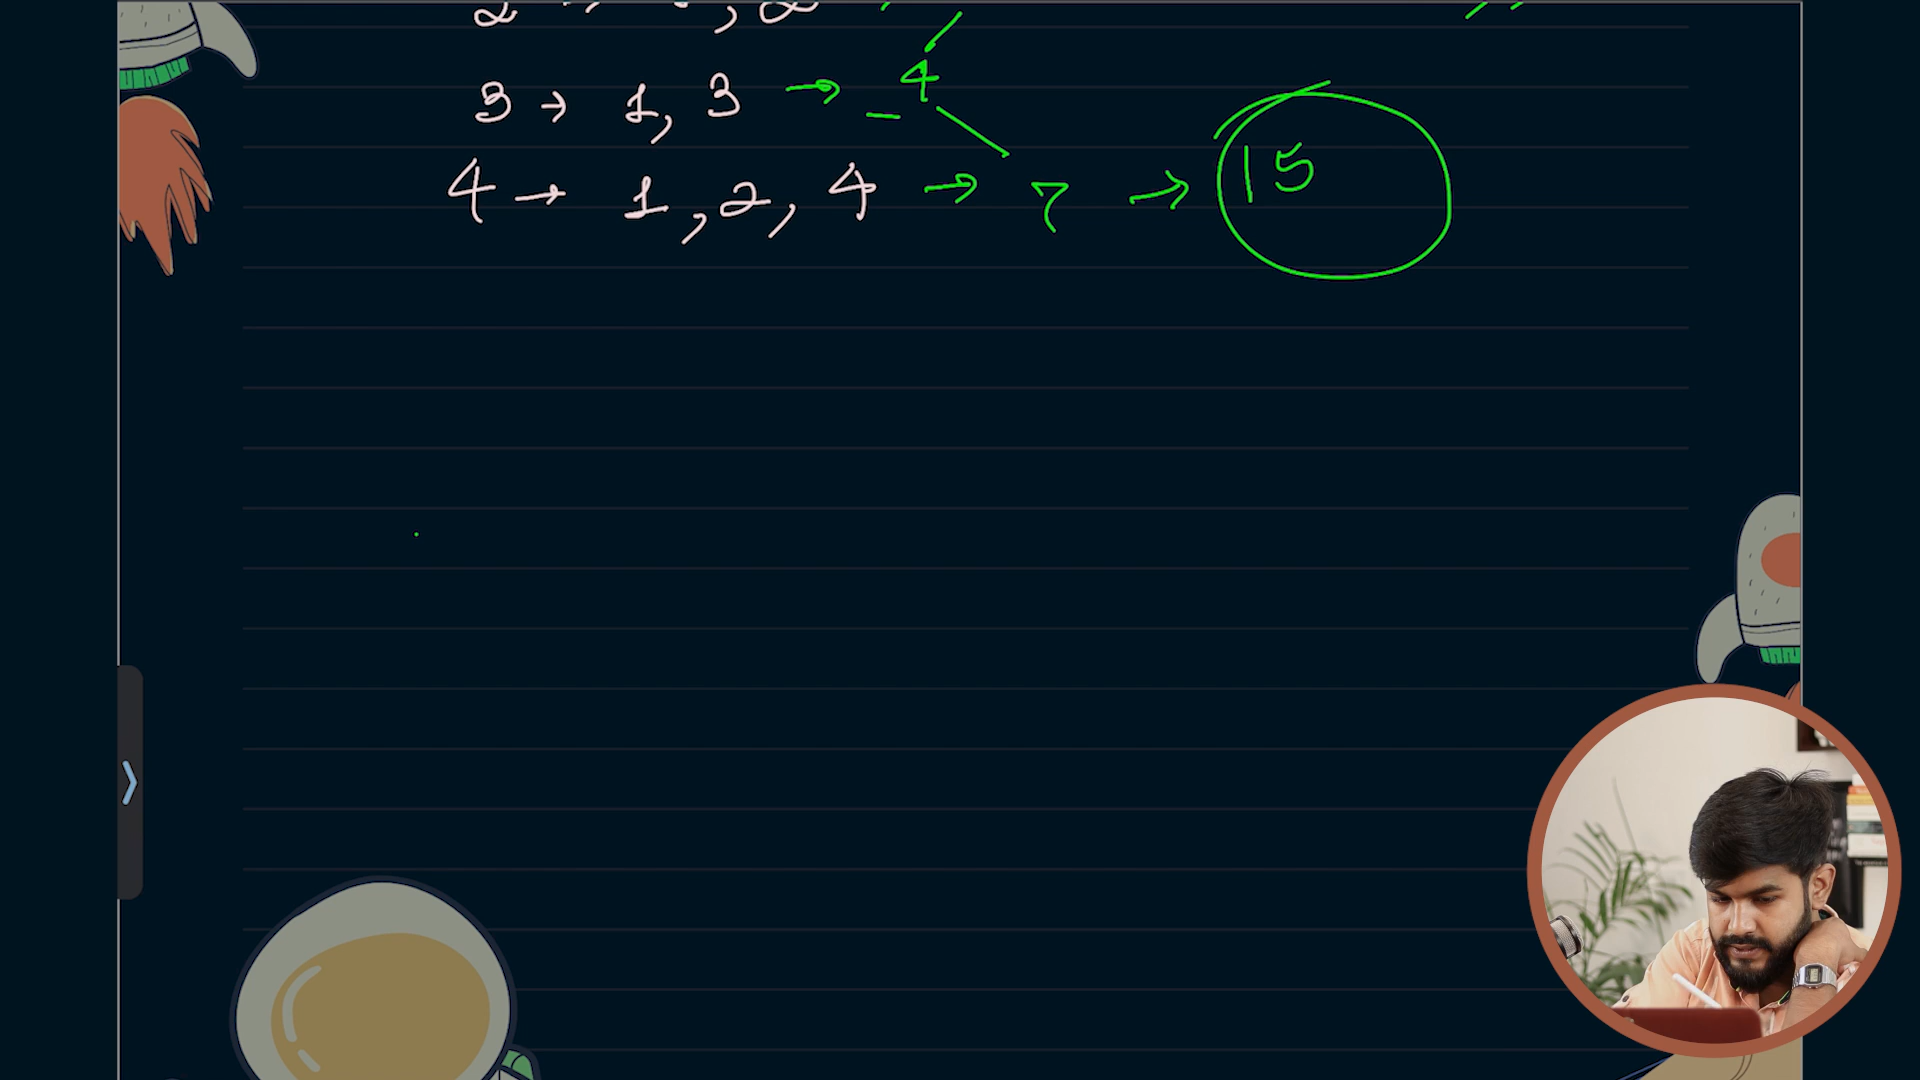 3 → 1, 3 → 4
4 → 1, 2, 4 → 7 → 15